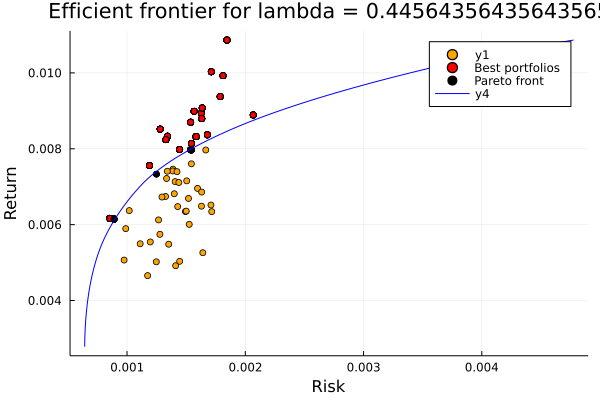 Efficient frontier for lambda = 0.4456435643564356
y1
Best portfolios
Pareto front
y4
0.010
0.008
0.006
0.004
Return
0.001
0.002
0.003
0.004
Risk